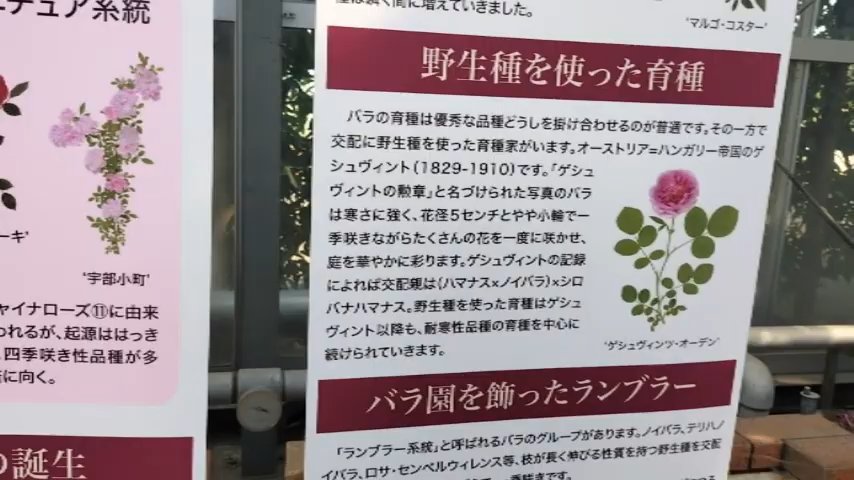 ニチュア系統
'宇部小町'
ーキ'
ャイナローズ⑪に由来
われるが、起源ははっき
四季咲き性品種が多
に向く。
の誕生
種は瞬く間に増えていきました。
'マルゴ・コスター'
野生種を使った育種
バラの育種は優秀な品種どうしを掛け合わせるのが普通です。その一方で
交配に野生種を使った育種家がいます。オーストリア=ハンガリー帝国のゲ
シュヴィント(1829-1910)です。「ゲシュ
ヴィントの勲章」と名づけられた写真のバラ
は寒さに強く、花径5センチとやや小輪で一
季咲きながらたくさんの花を一度に咲かせ、
庭を華やかに彩ります。ゲシュヴィントの記録
によれば交配親は(ハマナス×ノイバラ)×シロ
バナハマナス。野生種を使った育種はゲシュ
ヴィント以降も、耐寒性品種の育種を中心に
続けられていきます。
'ゲシュヴィンツ・オーデン'
バラ園を飾ったランブラー
「ランブラー系統」と呼ばれるバラのグループがあります。ノイバラ、テリハノ
イバラ、ロサ・センペルウィレンス等、枝が長く伸びる性質を持つ野生種を交配
一季咲きです。